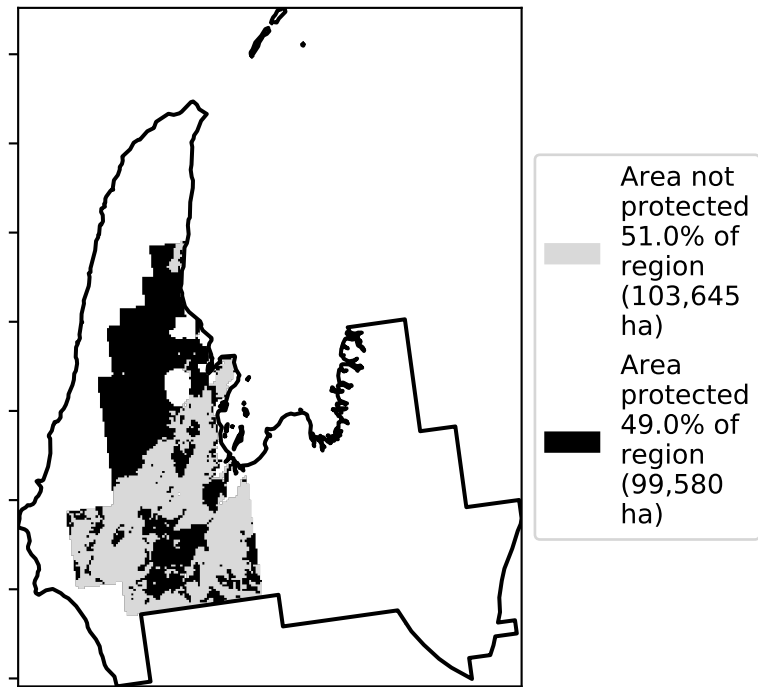 Area not
protected
51.0% of
region
(103,645
ha)
Area
protected
49.0% of
region
(99,580
ha)